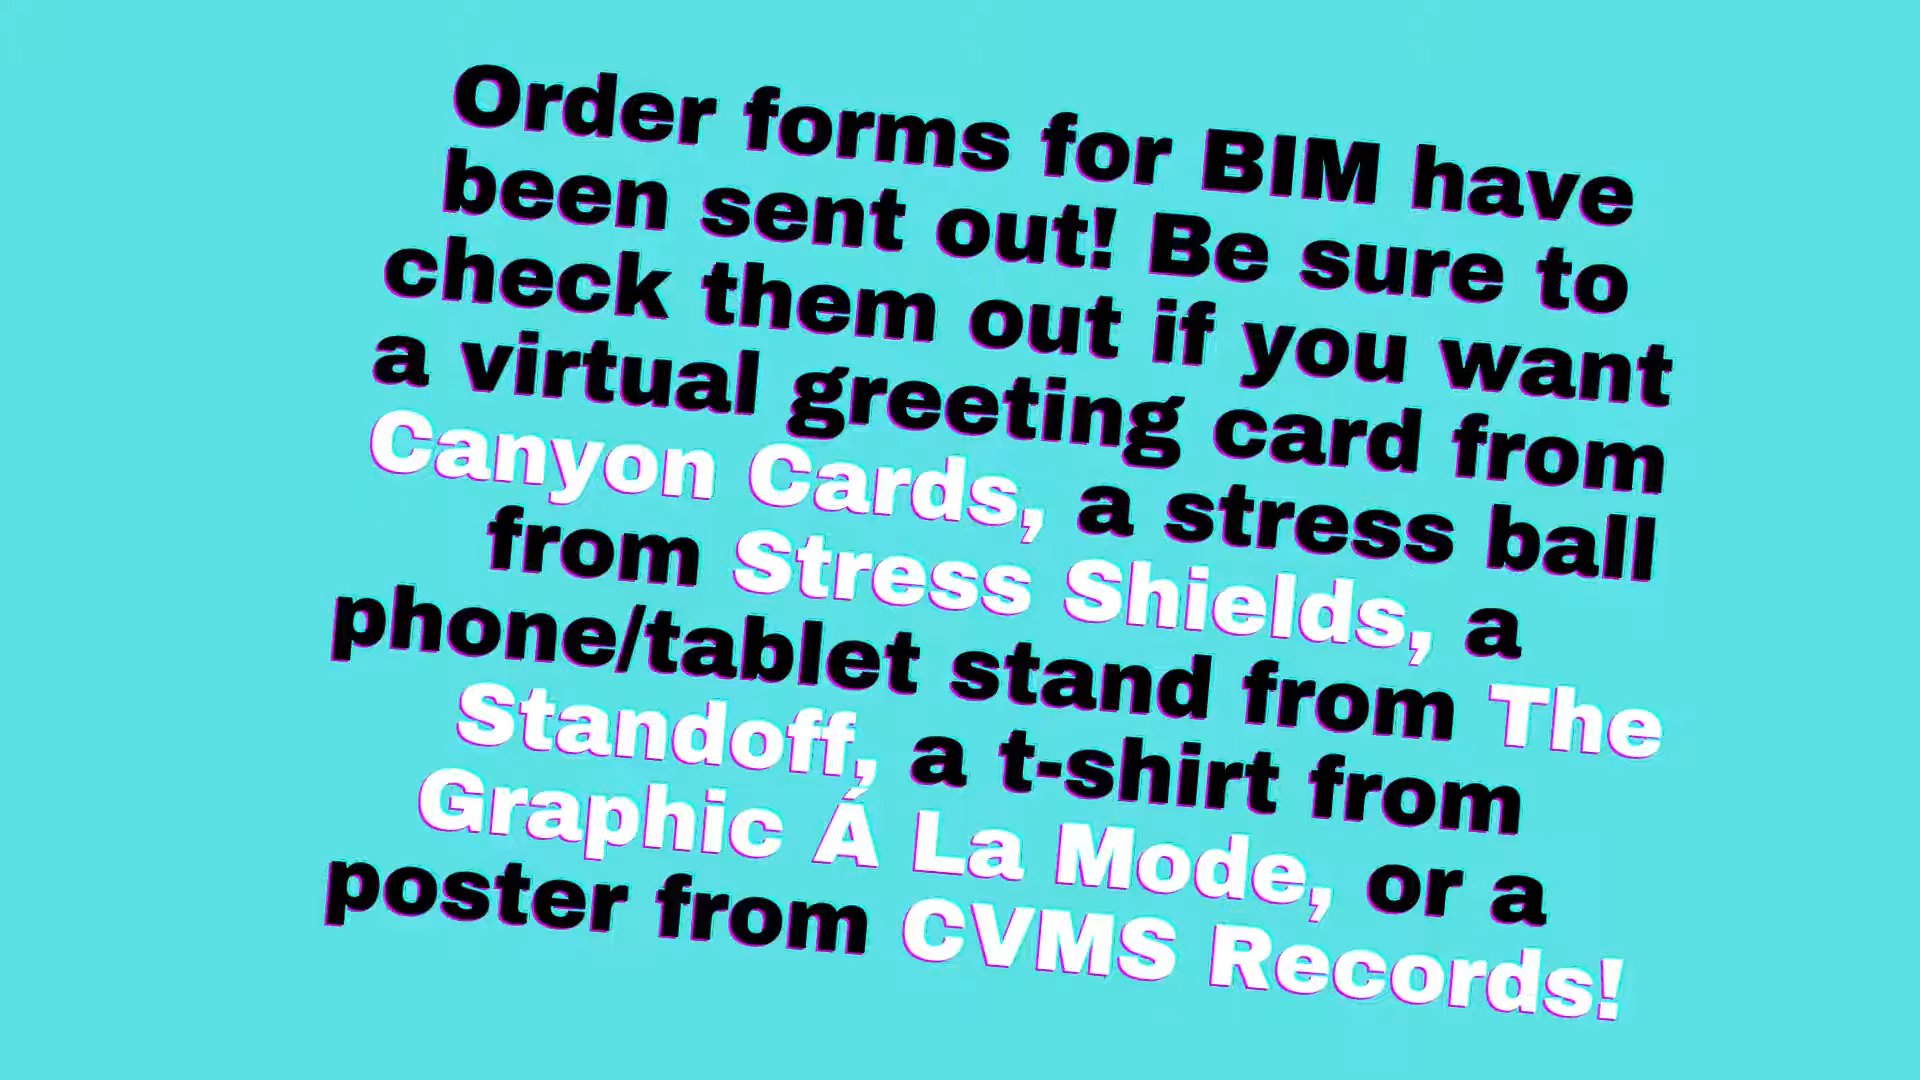 Order forms for BIM have
been sent out! Be sure to
check them out if you want
a virtual greeting card from
Canyon Cards, a stress ball
from Stress Shields, a
phone/tablet stand from The
Standoff, a t-shirt from
Graphic Á La Mode, or a
poster from CVMS Records!